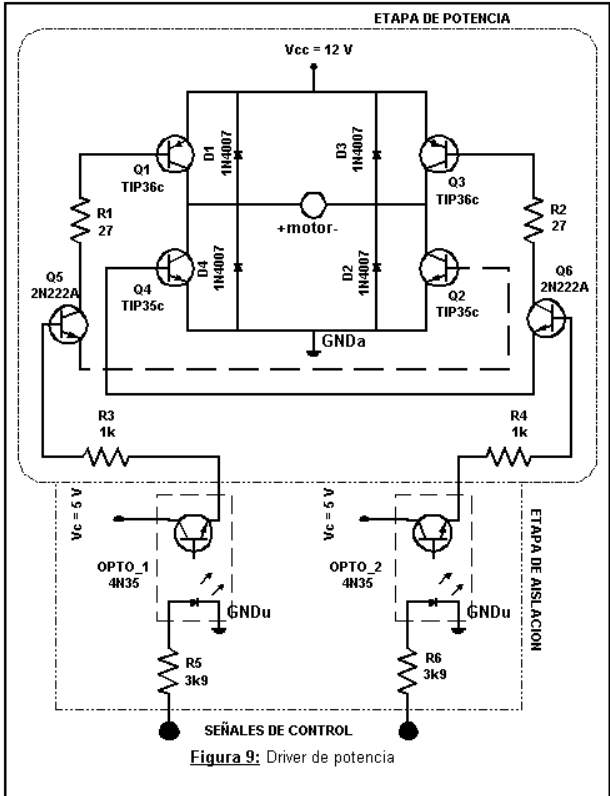 ETAPA DE POTENCIA
Vcc = 12 V
D1
1N4007
D3
1N4007
Q1
TIP36c
Q3
TIP36c
R1
27
R2
27
+motor-
Q5
2N222A
Q4
TIP35c
D4
1N4007
D2
1N4007
Q2
TIP35c
Q6
2N222A
GNDa
R3
1k
R4
1k
Vc = 5 V
Vc = 5 V
OPTO_1
4N35
OPTO_2
4N35
GNDu
GNDu
ETAPA DE AISLACION
R5
3k9
R6
3k9
SEÑALES DE CONTROL
Figura 9: Driver de potencia